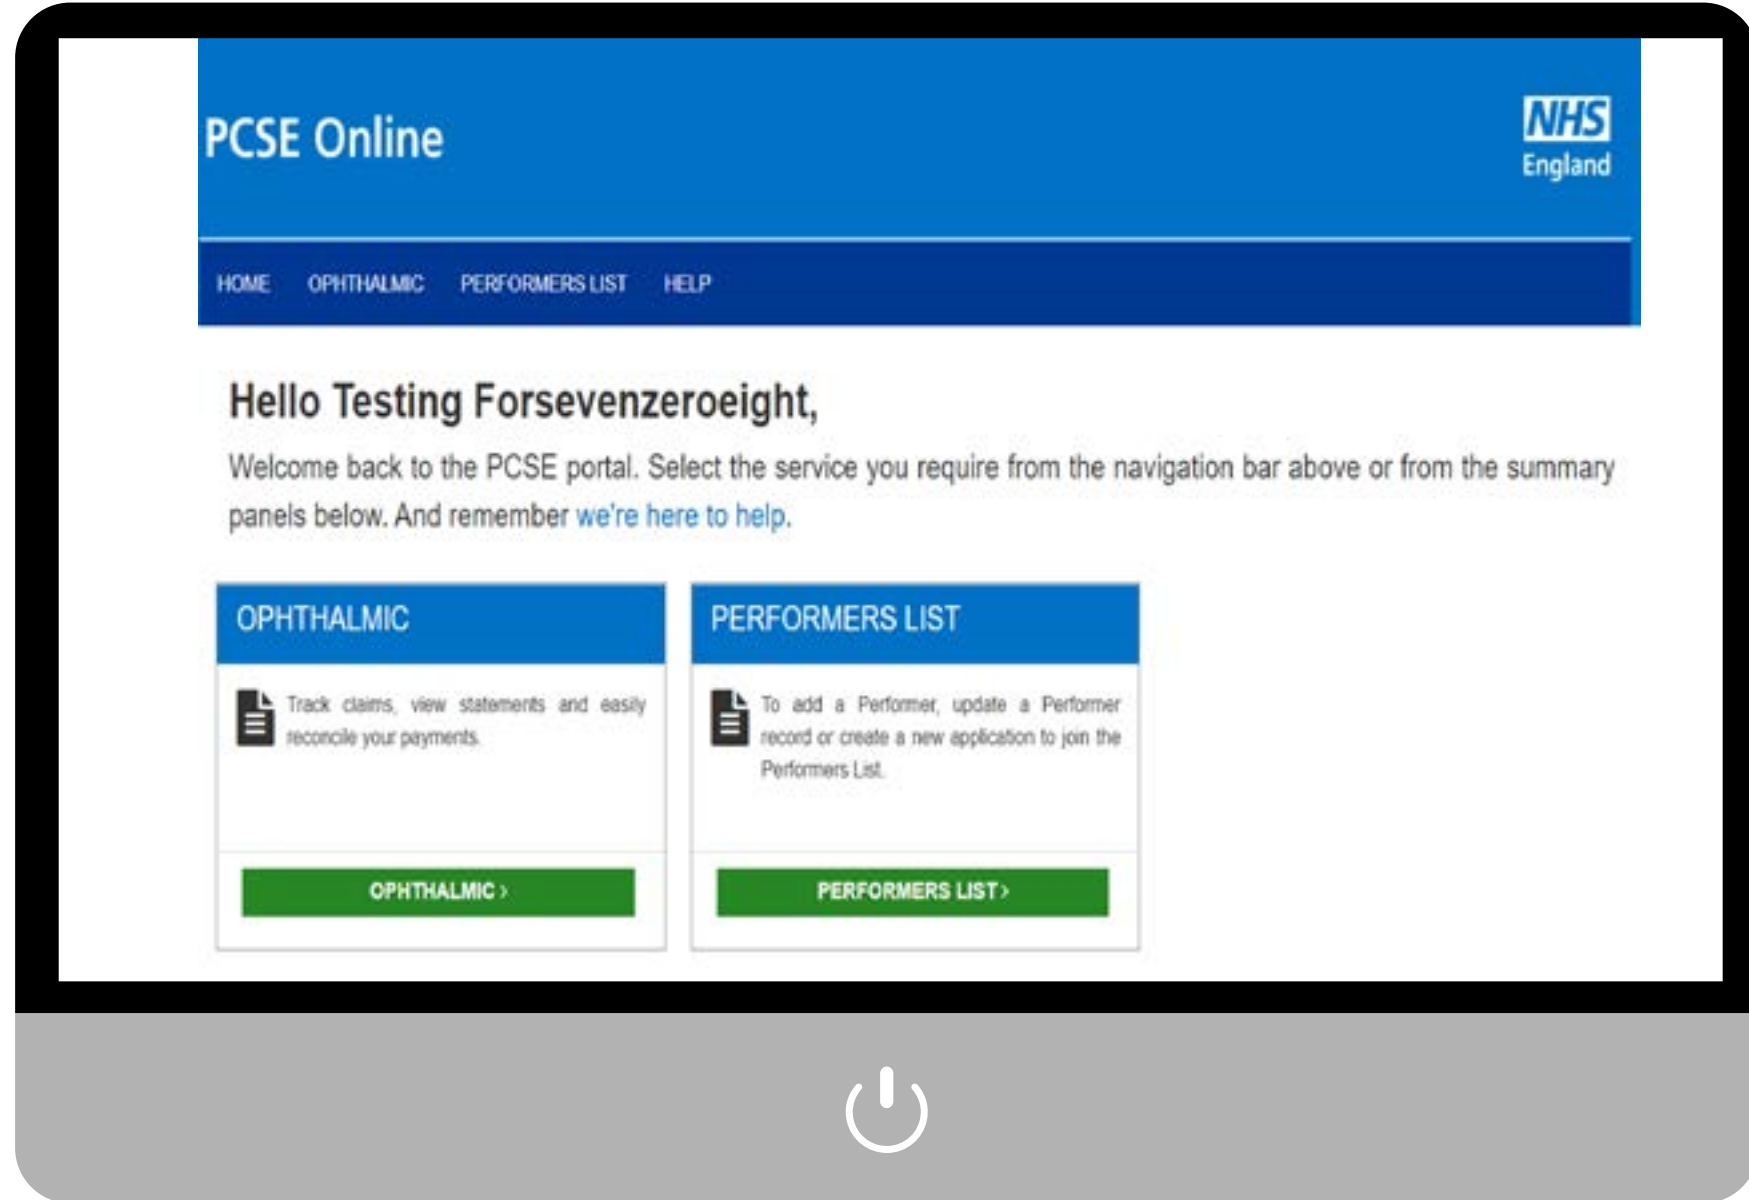 PCSE Online
NHS
England
HOME OPHTHALMIC PERFORMERS LIST HELP
Hello Testing Forsevenzeroeight,
Welcome back to the PCSE portal. Select the service you require from the navigation bar above or from the summary
panels below. And remember we're here to help.
OPHTHALMIC
Track claims, view statements and easily
reconcile your payments.
OPHTHALMIC ›
PERFORMERS LIST
To add a Performer, update a Performer
record or create a new application to join the
Performers List.
PERFORMERS LIST ›